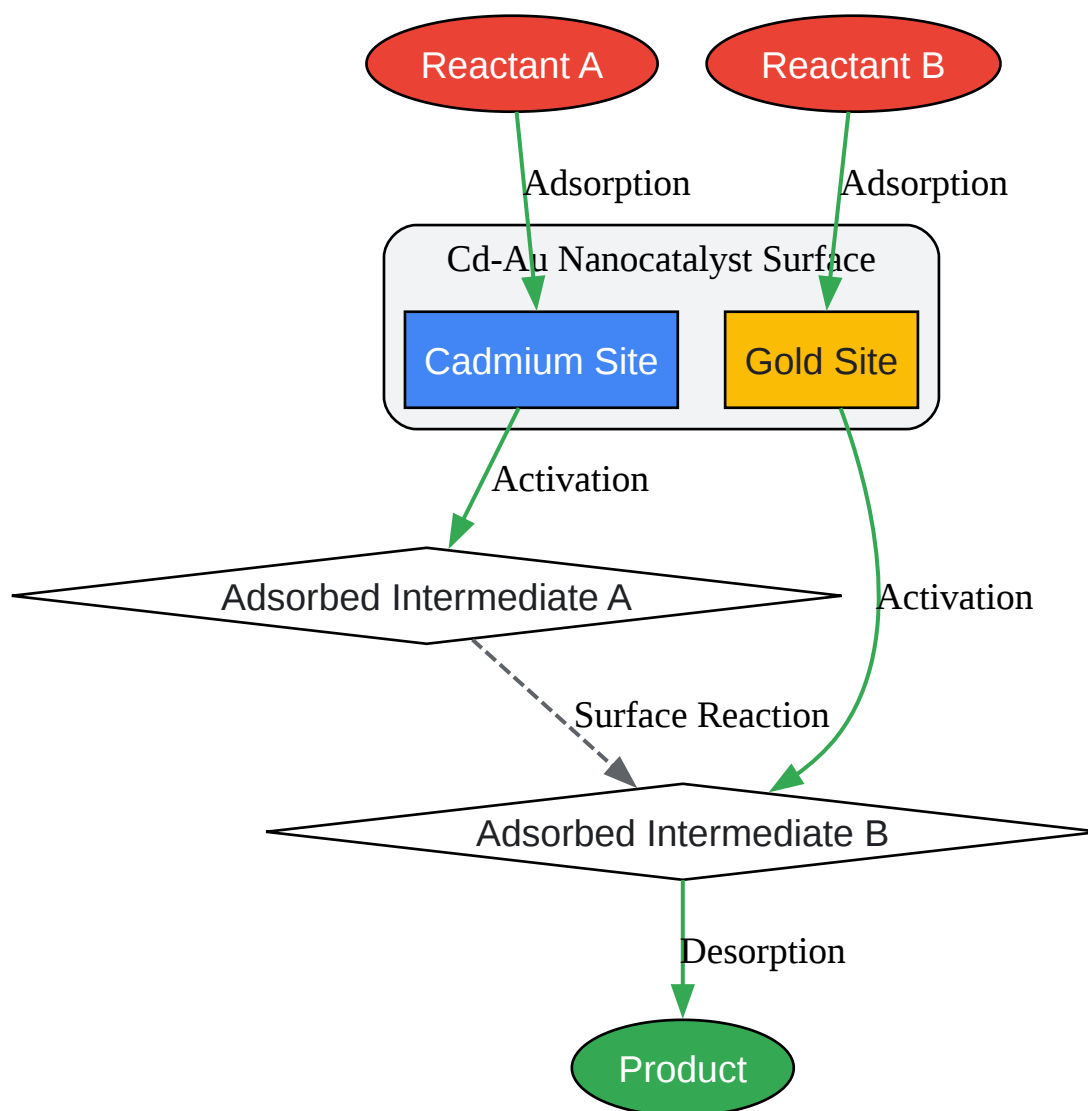 Reactant A
Reactant B
Adsorption
Adsorption
Cd-Au Nanocatalyst Surface
Cadmium Site
Gold Site
Activation
Adsorbed Intermediate A
Activation
Surface Reaction
Adsorbed Intermediate B
Desorption
Product